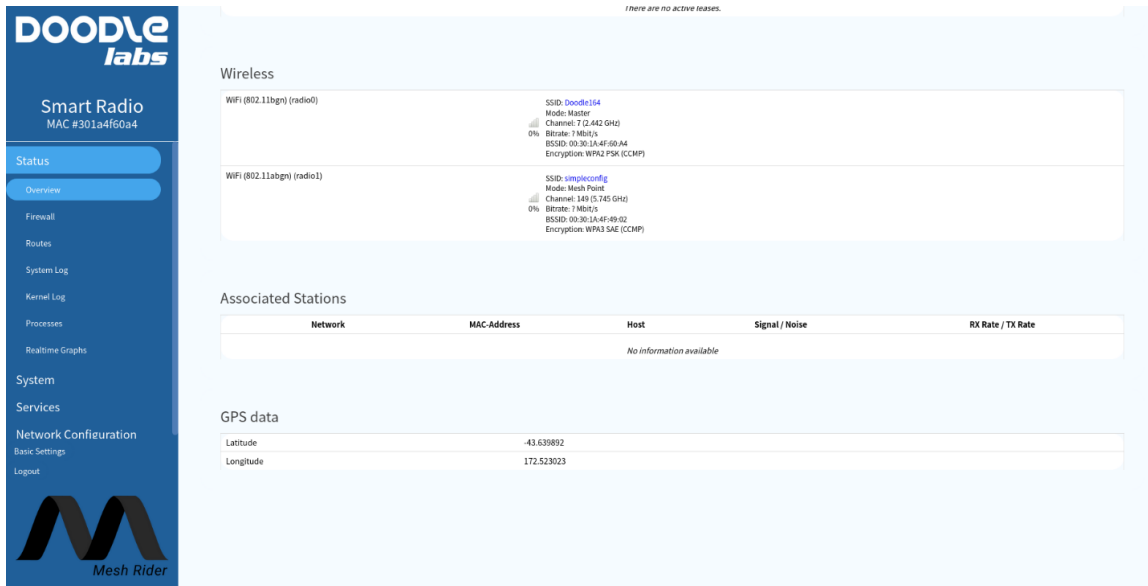 DOODLE
labs
Smart Radio
MAC #301a4f60a4
Status
Overview
Firewall
Routes
System Log
Kernel Log
Processes
Realtime Graphs
System
Services
Network Configuration
Basic Settings
Logout
Mesh Rider
There are no active leases.
Wireless
WiFi (802.11bgn) (radio0)
0%
SSID: Doodle164
Mode: Master
Channel: 7 (2.442 GHz)
Bitrate: ? Mbit/s
BSSID: 00:30:1A:4F:60:A4
Encryption: WPA2 PSK (CCMP)
WiFi (802.11abgn) (radio1)
0%
SSID: simpleconfig
Mode: Mesh Point
Channel: 149 (5.745 GHz)
Bitrate: ? Mbit/s
BSSID: 00:30:1A:4F:49:02
Encryption: WPA3 SAE (CCMP)
Associated Stations
Network MAC-Address Host Signal / Noise RX Rate / TX Rate
No information available
GPS data
Latitude -43.639892
Longitude 172.523023